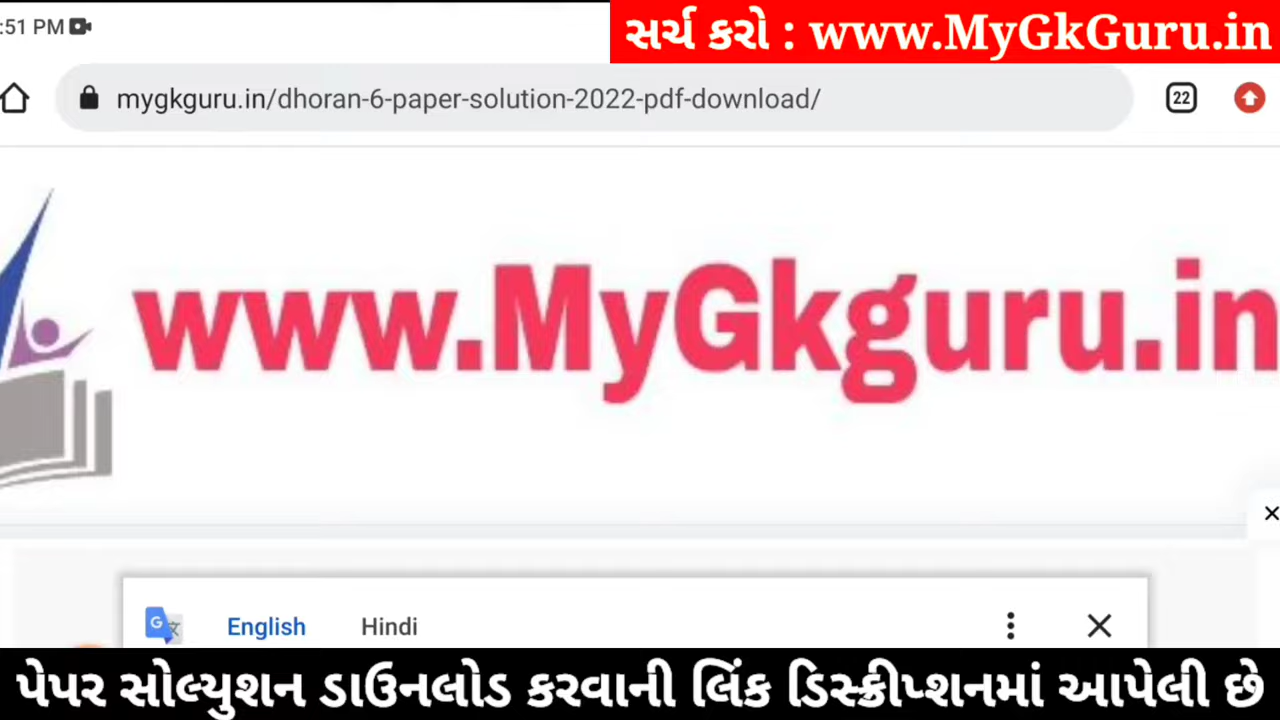 :51 PM
સર્ચ કરો : www.MyGkGuru.in
mygkguru.in/dhoran-6-paper-solution-2022-pdf-download/
22
www.MyGkguru.in
English Hindi
પેપર સોલ્યુશન ડાઉનલોડ કરવાની લિંક ડિસ્ક્રીપ્શનમાં આપેલી છે